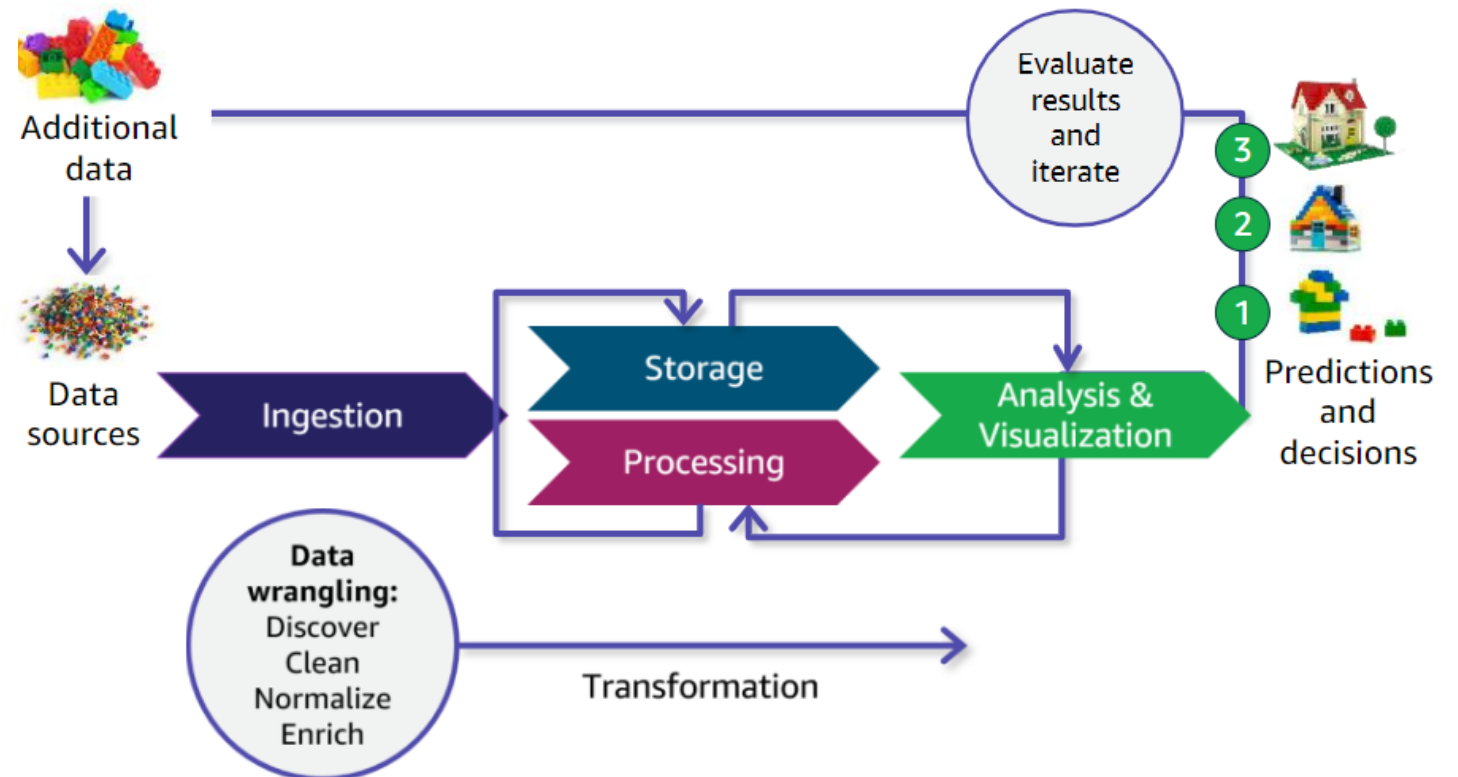 Additional
data
Evaluate
results
and
iterate
3
2
1
Data
sources
Ingestion
Storage
Processing
Analysis &
Visualization
Predictions
and
decisions
Data
wrangling:
Discover
Clean
Normalize
Enrich
Transformation